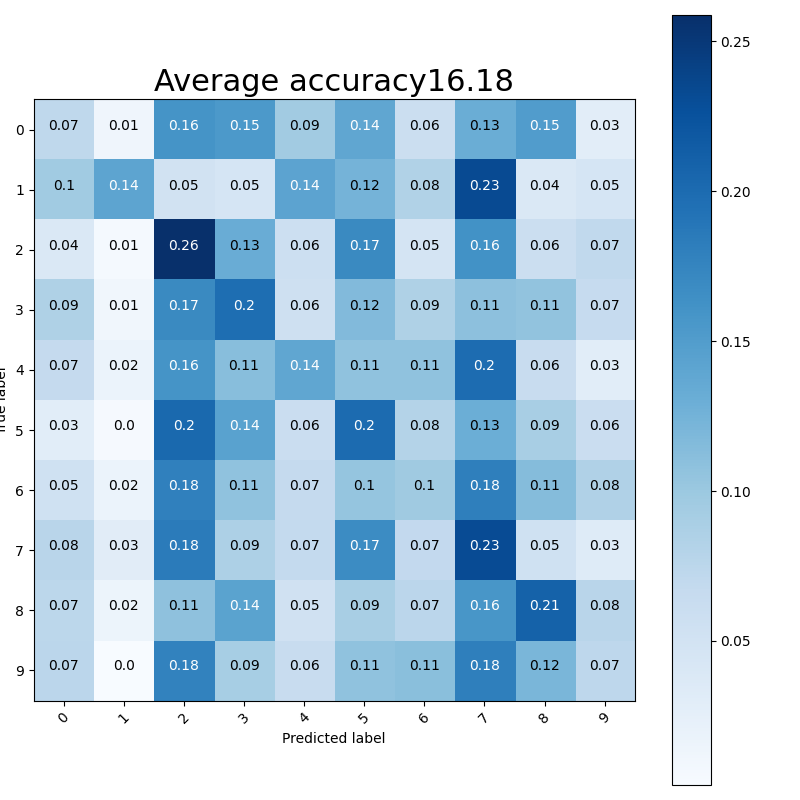 Average accuracy16.18
0.25
0 0.07 0.01 0.16 0.15 0.09 0.14 0.06 0.13 0.15 0.03
1 0.1 0.14 0.05 0.05 0.14 0.12 0.08 0.23 0.04 0.05
0.20
2 0.04 0.01 0.26 0.13 0.06 0.17 0.05 0.16 0.06 0.07
3 0.09 0.01 0.17 0.2 0.06 0.12 0.09 0.11 0.11 0.07
0.15
4 0.07 0.02 0.16 0.11 0.14 0.11 0.11 0.2 0.06 0.03
5 0.03 0.0 0.2 0.14 0.06 0.2 0.08 0.13 0.09 0.06
6 0.05 0.02 0.18 0.11 0.07 0.1 0.1 0.18 0.11 0.08
0.10
7 0.08 0.03 0.18 0.09 0.07 0.17 0.07 0.23 0.05 0.03
8 0.07 0.02 0.11 0.14 0.05 0.09 0.07 0.16 0.21 0.08
0.05
9 0.07 0.0 0.18 0.09 0.06 0.11 0.11 0.18 0.12 0.07
0 1 2 3 4 5 6 7 8 9
Predicted label